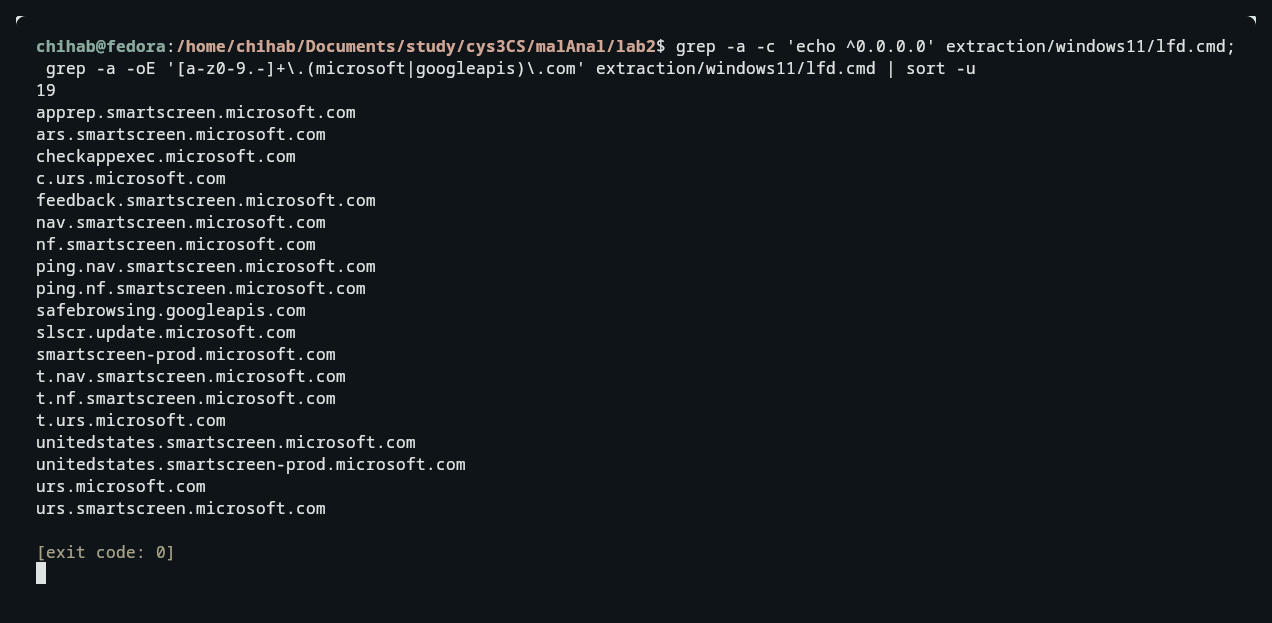 chihab@fedora:/home/chihab/Documents/study/cys3CS/malAnal/lab2$ grep -a -c 'echo ^0.0.0.0' extraction/windows11/lfd.cmd;
 grep -a -oE '[a-z0-9.-]+\.(microsoft|googleapis)\.com' extraction/windows11/lfd.cmd | sort -u
19
apprep.smartscreen.microsoft.com
ars.smartscreen.microsoft.com
checkappexec.microsoft.com
c.urs.microsoft.com
feedback.smartscreen.microsoft.com
nav.smartscreen.microsoft.com
nf.smartscreen.microsoft.com
ping.nav.smartscreen.microsoft.com
ping.nf.smartscreen.microsoft.com
safebrowsing.googleapis.com
slscr.update.microsoft.com
smartscreen-prod.microsoft.com
t.nav.smartscreen.microsoft.com
t.nf.smartscreen.microsoft.com
t.urs.microsoft.com
unitedstates.smartscreen.microsoft.com
unitedstates.smartscreen-prod.microsoft.com
urs.microsoft.com
urs.smartscreen.microsoft.com
[exit code: 0]